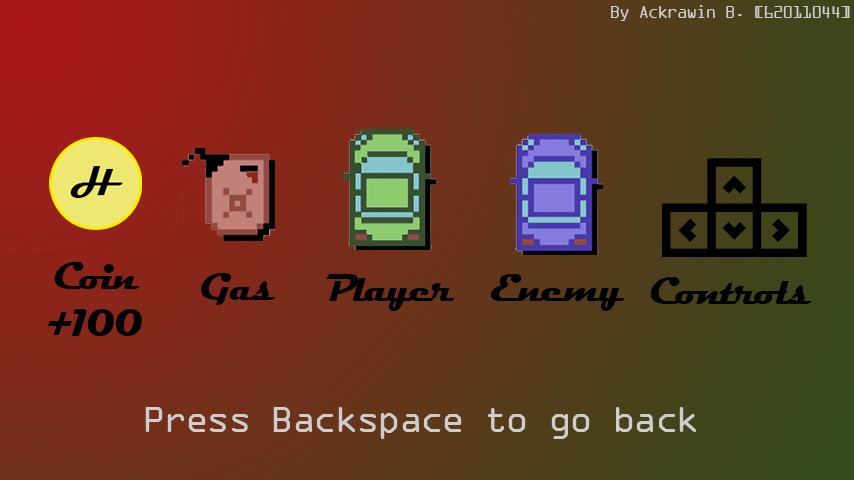 By Ackrawin B. [62011044]
H
Coin
+100
Gas
Player
Enemy
Controls
Press Backspace to go back